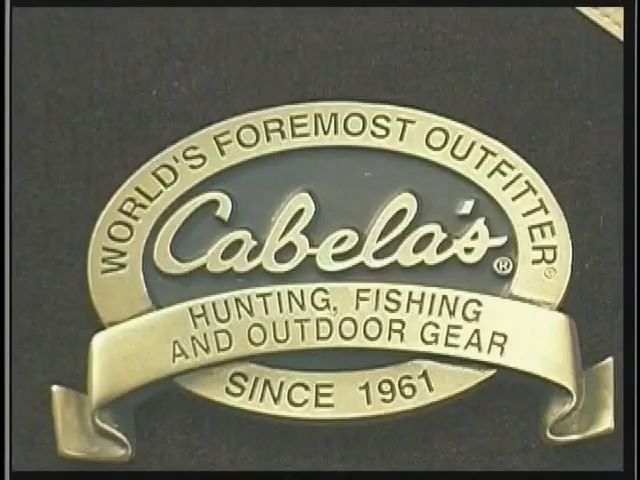 WORLD'S FOREMOST OUTFITTER®
Cabela's®
HUNTING, FISHING
AND OUTDOOR GEAR
SINCE 1961